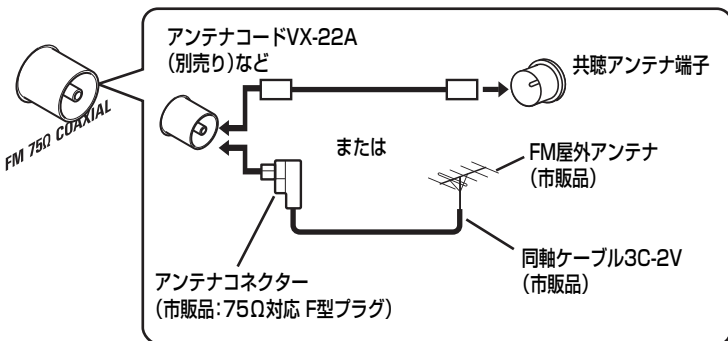 アンテナコードVX-22A
(別売り)など
共聴アンテナ端子
FM 75Ω COAXIAL
または
FM屋外アンテナ
(市販品)
同軸ケーブル3C-2V
(市販品)
アンテナコネクター
(市販品:75Ω対応 F型プラグ)